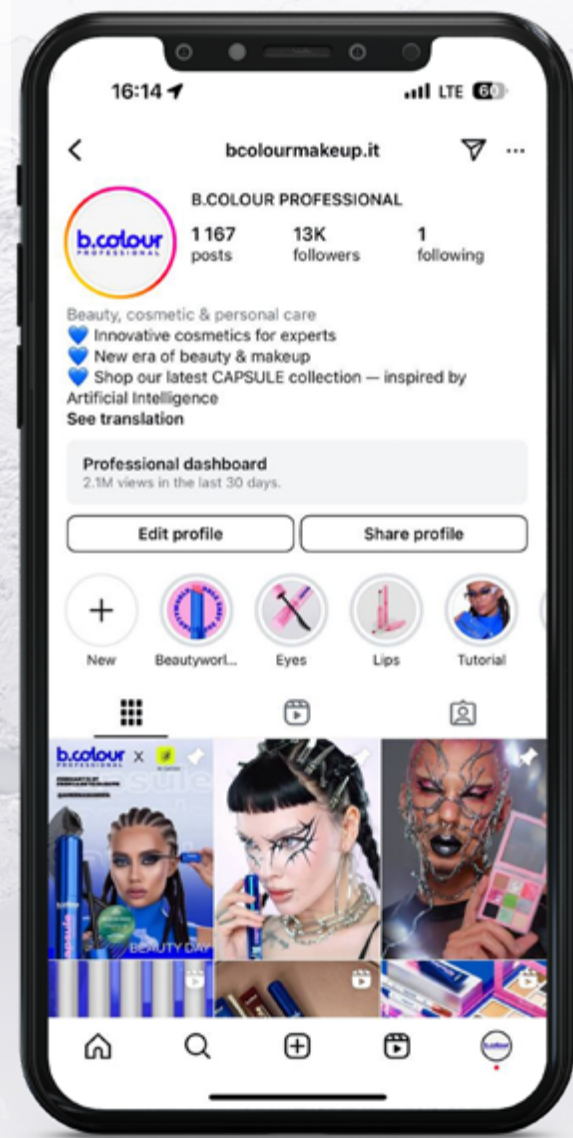 16:14
LTE 60
bcolourmakeup.it
B.COLOUR PROFESSIONAL
b.colour
PROFESSIONAL
1 167 13K 1
posts followers following
Beauty, cosmetic & personal care
💙 Innovative cosmetics for experts
💙 New era of beauty & makeup
💙 Shop our latest CAPSULE collection — inspired by
Artificial Intelligence
See translation
Professional dashboard
2.1M views in the last 30 days.
Edit profile Share profile
New Beautyworl... Eyes Lips Tutorial
b.colour X
PROFESSIONAL
capsule
BEAUTY DAY